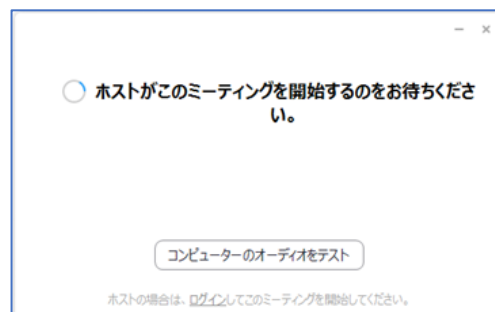 ホストがこのミーティングを開始するのをお待ちくださ
い。
コンピューターのオーディオをテスト
ホストの場合は、ログインしてこのミーティングを開始してください。